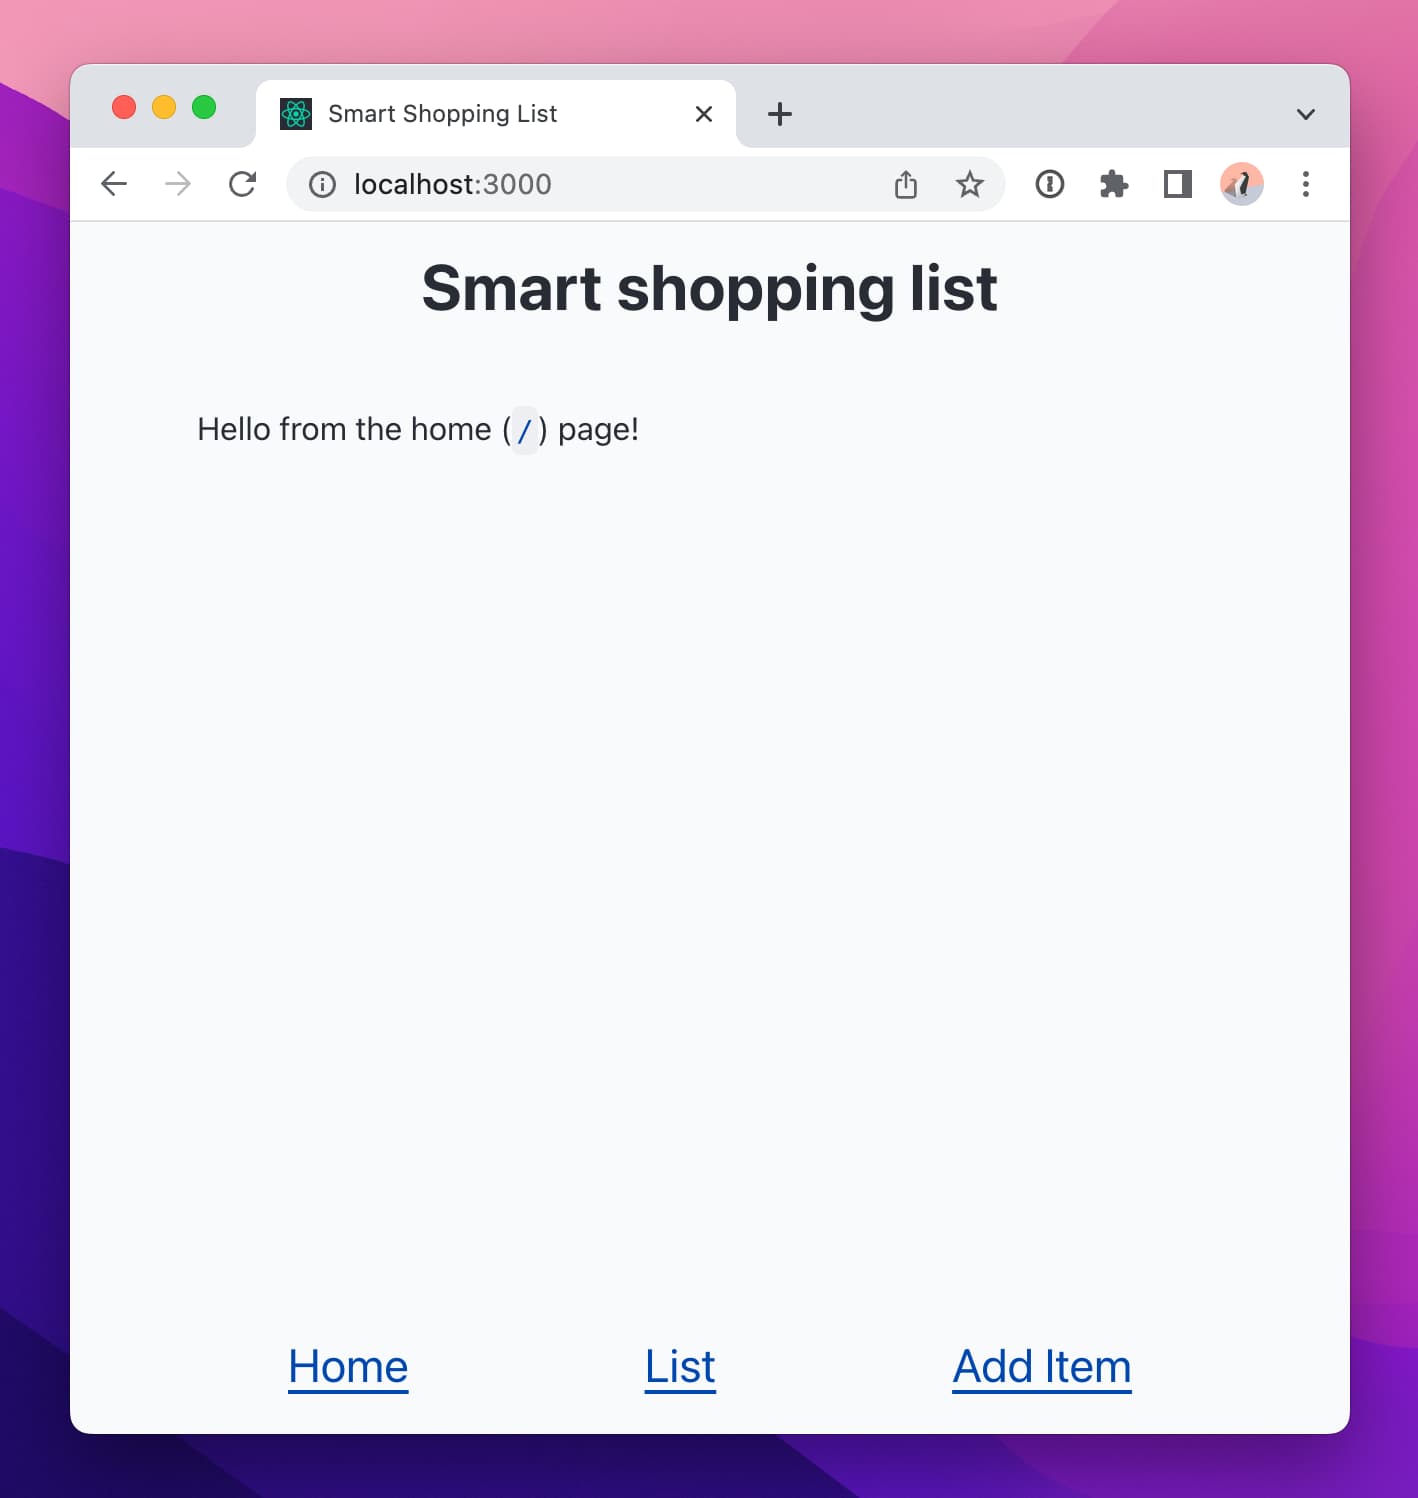 Smart Shopping List
localhost:3000
Smart shopping list
Hello from the home (/) page!
Home List Add Item